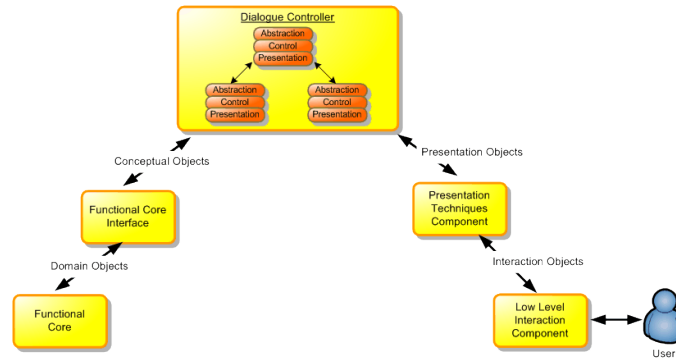 Dialogue Controller
Abstraction
Control
Presentation
Abstraction
Control
Presentation
Abstraction
Control
Presentation
Conceptual Objects
Presentation Objects
Functional Core
Interface
Presentation
Techniques
Component
Domain Objects
Interaction Objects
Functional
Core
Low Level
Interaction
Component
User